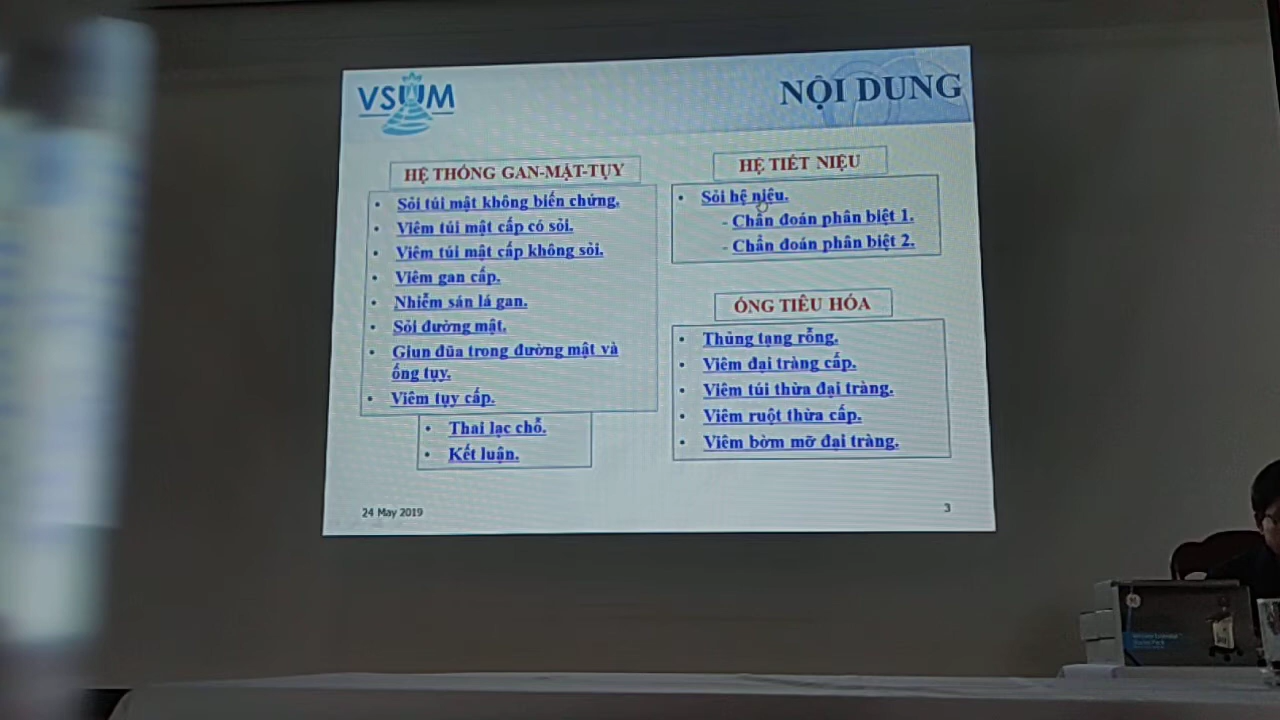 VSUM
NỘI DUNG
HỆ THỐNG GAN-MẬT-TỤY
• Sỏi túi mật không biến chứng.
• Viêm túi mật cấp có sỏi.
• Viêm túi mật cấp không sỏi.
• Viêm gan cấp.
• Nhiễm sán lá gan.
• Sỏi đường mật.
• Giun đũa trong đường mật và
ống tụy.
• Viêm tụy cấp.
• Thai lạc chỗ.
• Kết luận.
HỆ TIẾT NIỆU
• Sỏi hệ niệu.
- Chẩn đoán phân biệt 1.
- Chẩn đoán phân biệt 2.
ỐNG TIÊU HÓA
• Thủng tạng rỗng.
• Viêm đại tràng cấp.
• Viêm túi thừa đại tràng.
• Viêm ruột thừa cấp.
• Viêm bờm mỡ đại tràng.
24 May 2019
3